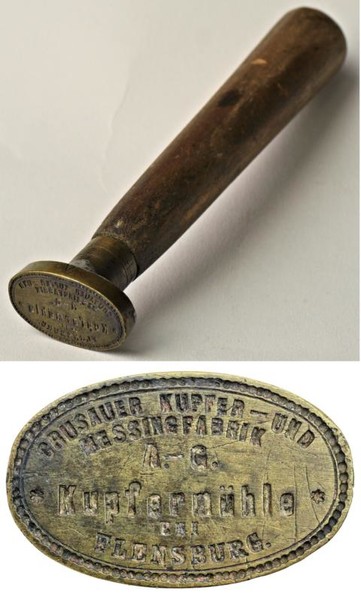 CRUSAUER KUPFER-UND
MESSINGFABRIK
A.-G.
* Kupfermühle *
BEI
FLENSBURG.